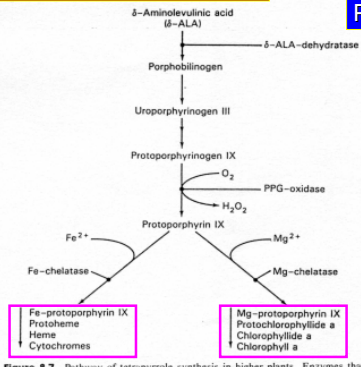 P
δ-Aminolevulinic acid
(δ-ALA)
δ-ALA-dehydratase
Porphobilinogen
Uroporphyrinogen III
Protoporphyrinogen IX
O₂
PPG-oxidase
H₂O₂
Protoporphyrin IX
Fe²⁺
Mg²⁺
Fe-chelatase
Mg-chelatase
Fe-protoporphyrin IX
Protoheme
Heme
Cytochromes
Mg-protoporphyrin IX
Protochlorophyllide a
Chlorophyllide a
Chlorophyll a
Pathway of tetrapyrrole synthesis in higher plants. Enzymes tha